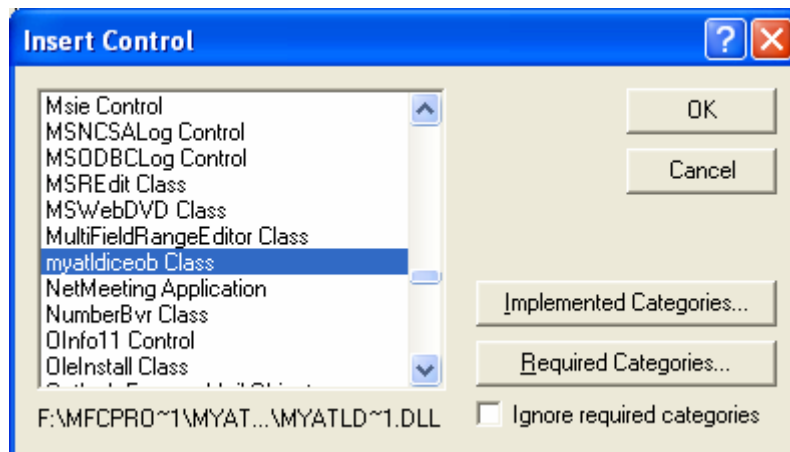 Insert Control
Msie Control
MSNCSALog Control
MSODBCLog Control
MSREdit Class
MSWebDVD Class
MultiFieldRangeEditor Class
myatldiceob Class
NetMeeting Application
NumberBvr Class
OInfo11 Control
OleInstall Class
F:\MFCPRO~1\MYAT...\MYATLD~1.DLL
OK
Cancel
Implemented Categories...
Required Categories...
Ignore required categories